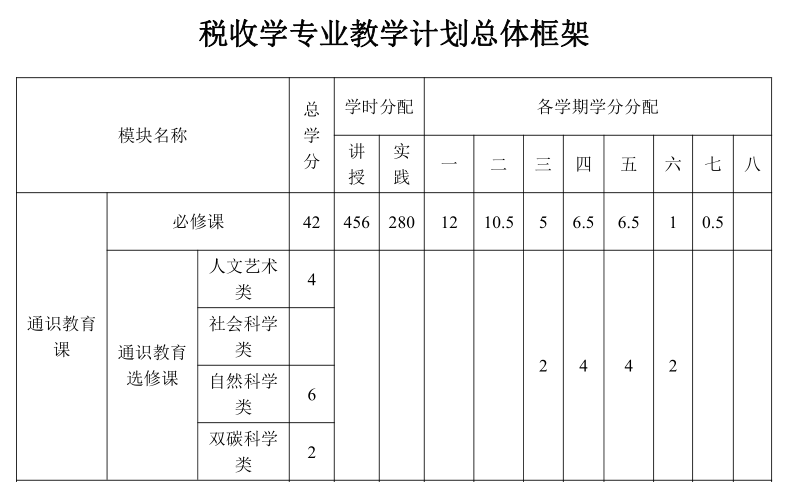 税收学专业教学计划总体框架
模块名称 总学分 学时分配 各学期学分分配
讲授 实践 一 二 三 四 五 六 七 八
通识教育课 必修课 42 456 280 12 10.5 5 6.5 6.5 1 0.5
通识教育选修课 人文艺术类 4
社会科学类
自然科学类 6
双碳科学类 2
2 4 4 2